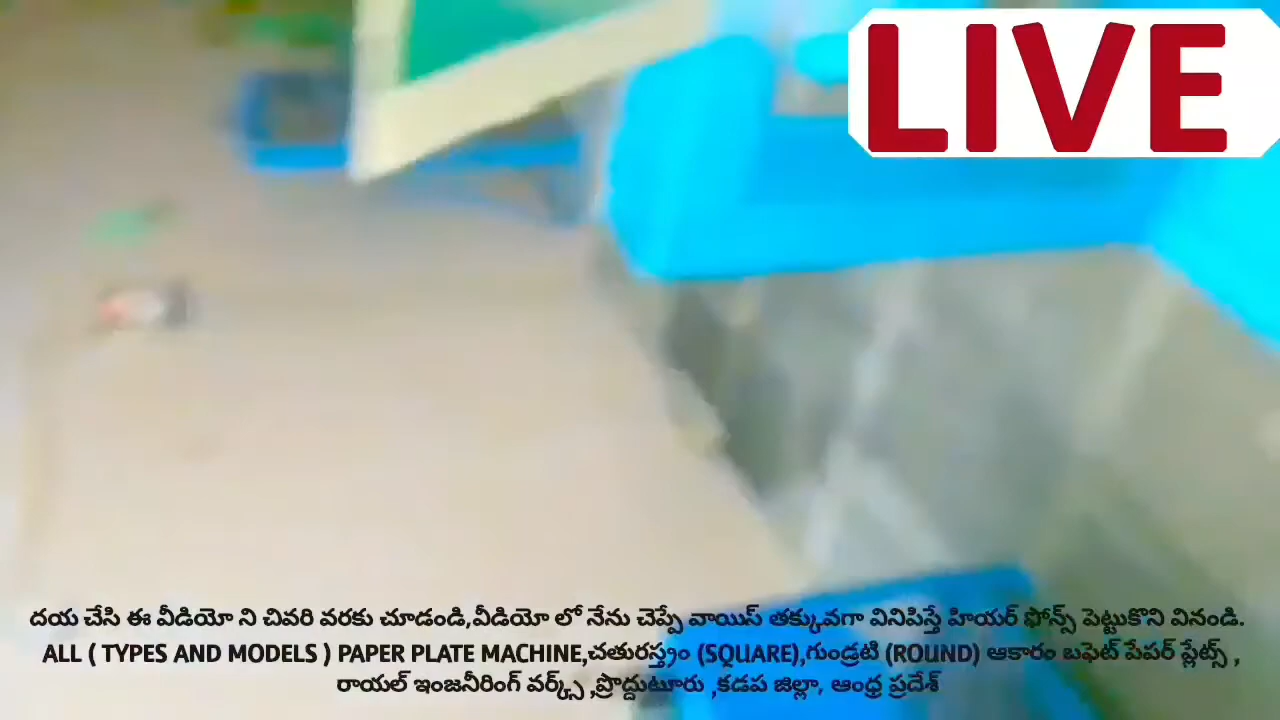 LIVE
దయ చేసి ఈ వీడియో ని చివరి వరకు చూడండి,వీడియో లో నేను చెప్పే వాయిస్ తక్కువగా వినిపిస్తే హియర్ ఫోన్స్ పెట్టుకొని వినండి.
ALL ( TYPES AND MODELS ) PAPER PLATE MACHINE,చతురస్త్రం (SQUARE),గుండ్రటి (ROUND) ఆకారం బఫెట్ పేపర్ ప్లేట్స్ ,
రాయల్ ఇంజనీరింగ్ వర్క్స్ ,ప్రొద్దుటూరు ,కడప జిల్లా, ఆంధ్ర ప్రదేశ్